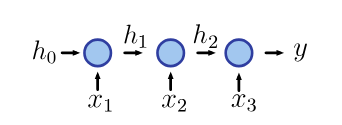 h₁ h₂
h₀ y
x₁ x₂ x₃